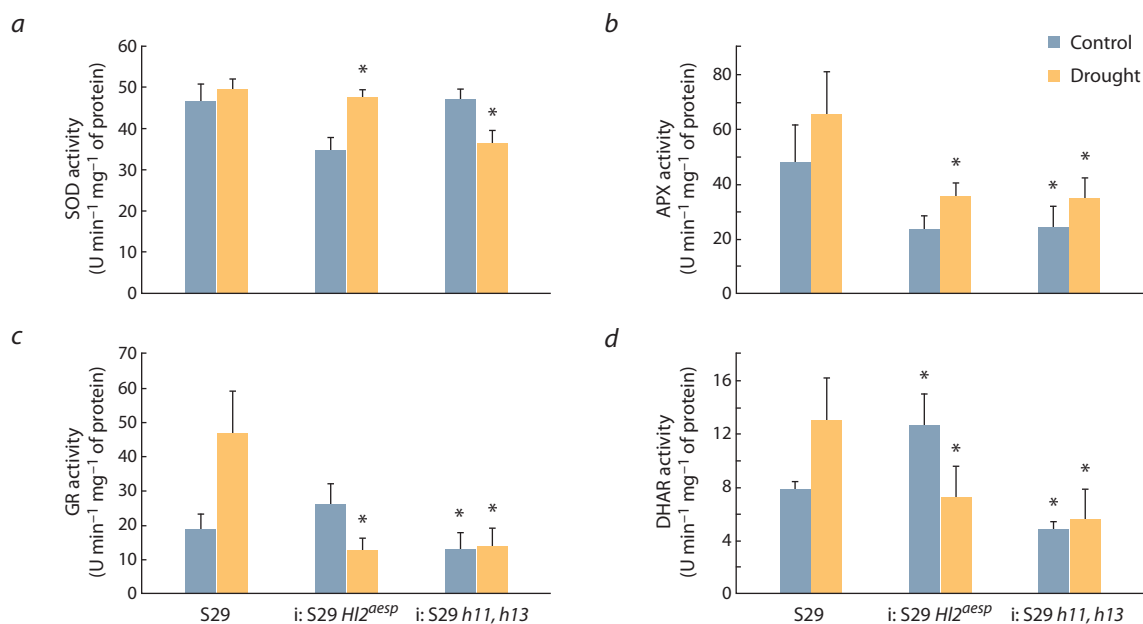 a
60
50
40
30
20
10
0
SOD activity
(U min⁻¹ mg⁻¹ of protein)
*
*
b
80
60
40
20
0
APX activity
(U min⁻¹ mg⁻¹ of protein)
*
*
*
Control
Drought
c
70
60
50
40
30
20
10
0
GR activity
(U min⁻¹ mg⁻¹ of protein)
*
*
*
S29
i: S29 Hl2ᵃᵉˢᵖ
i: S29 h11, h13
d
16
12
8
4
0
DHAR activity
(U min⁻¹ mg⁻¹ of protein)
*
*
*
*
S29
i: S29 Hl2ᵃᵉˢᵖ
i: S29 h11, h13